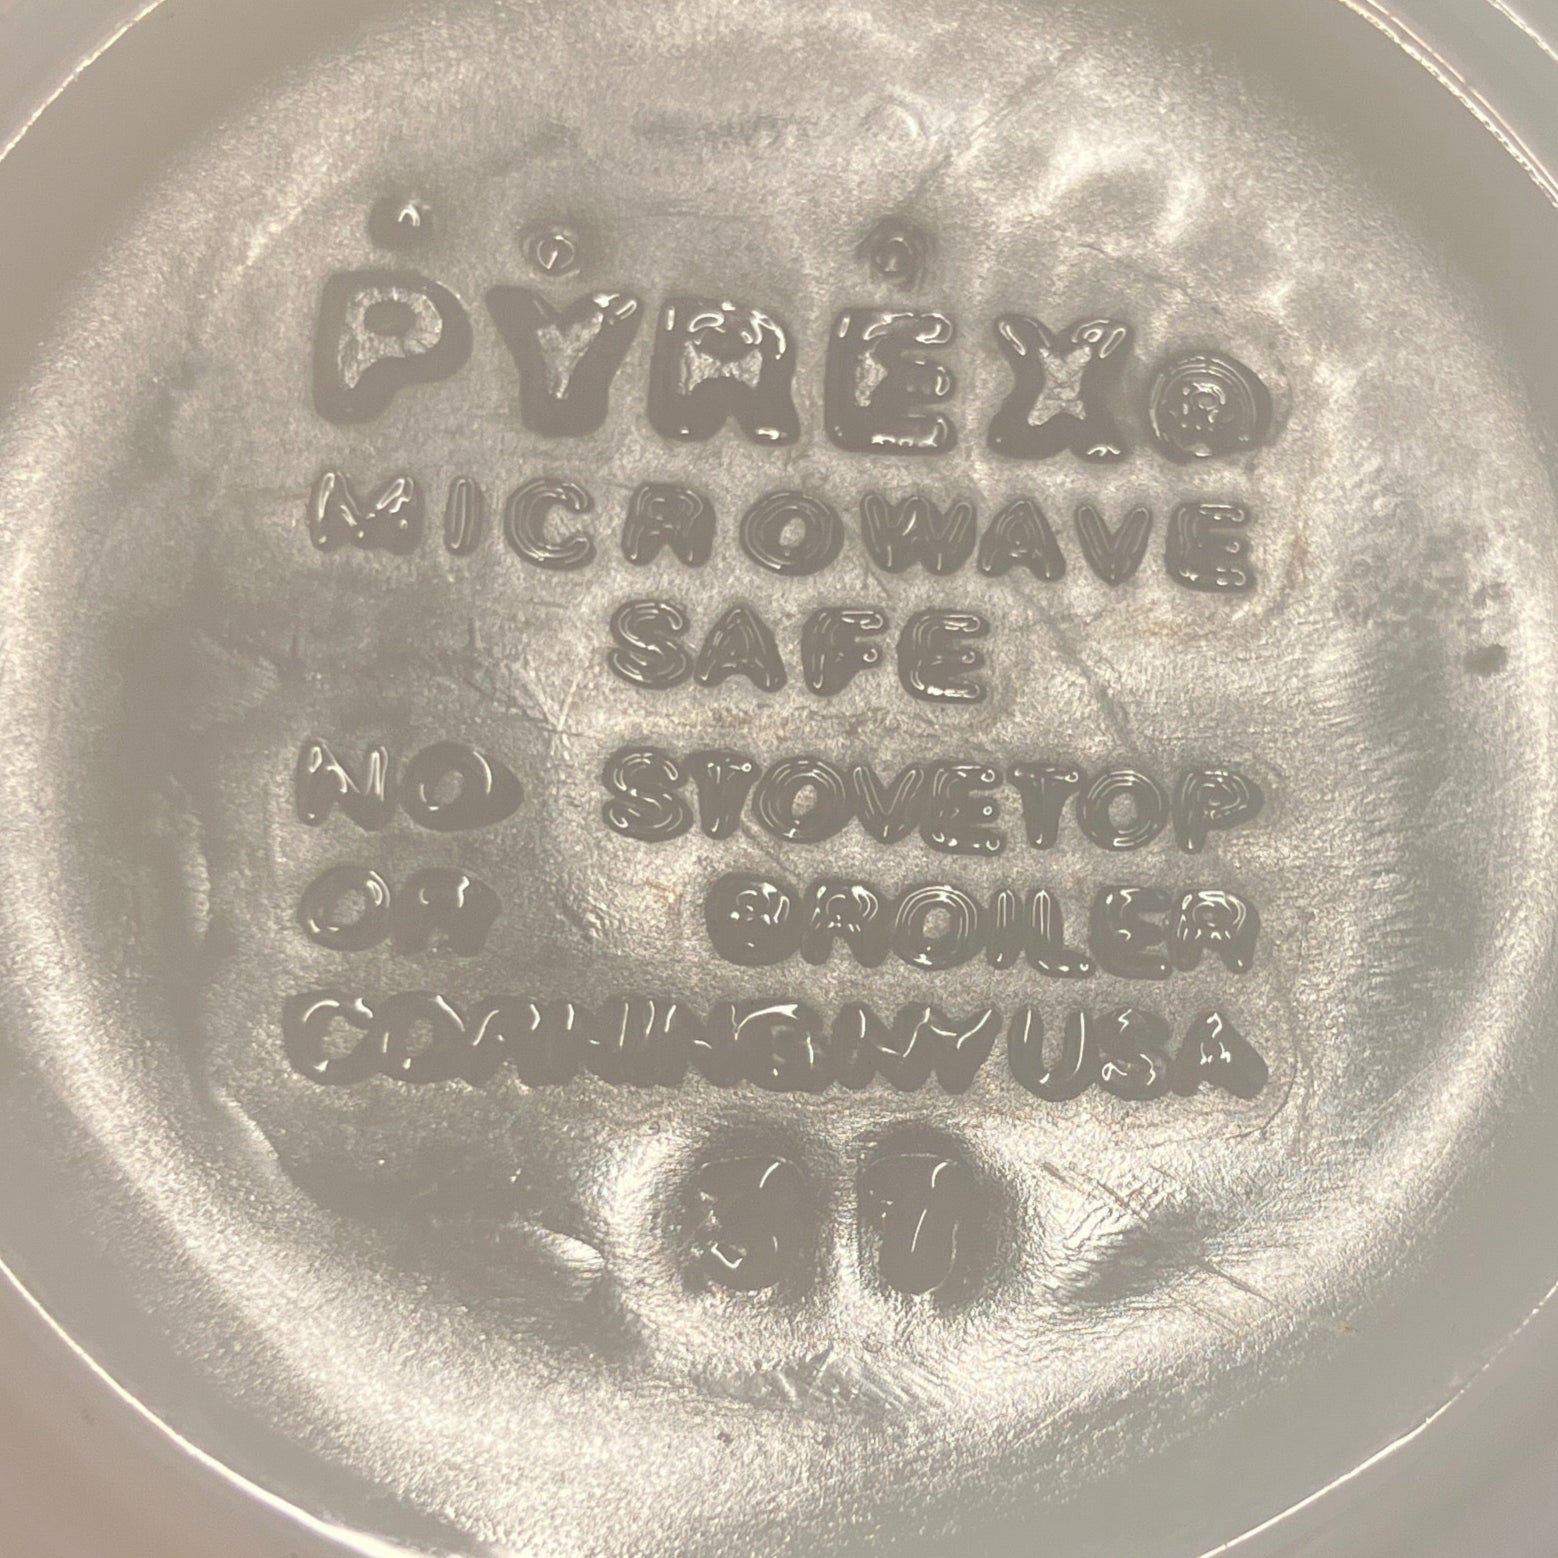 PYREX®
MICROWAVE
SAFE
NO STOVETOP
OR BROILER
CORNING NY USA